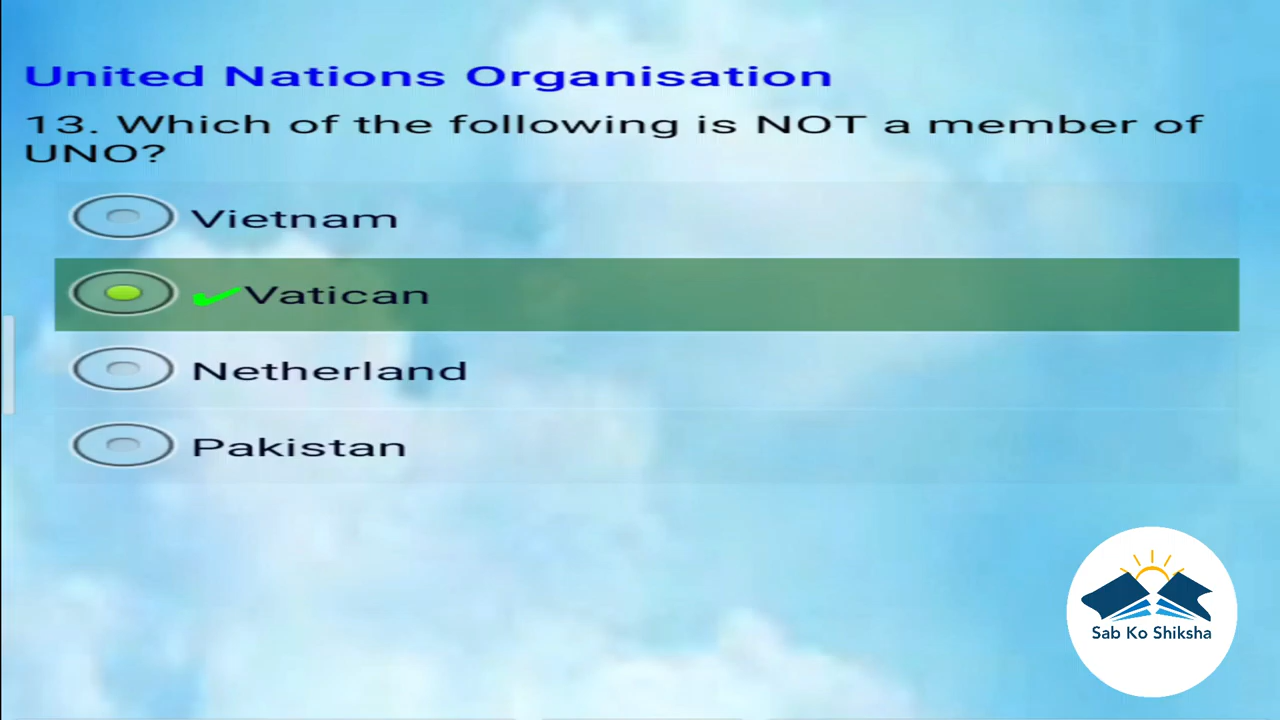 United Nations Organisation
13. Which of the following is NOT a member of
UNO?
Vietnam
Vatican
Netherland
Pakistan
Sab Ko Shiksha